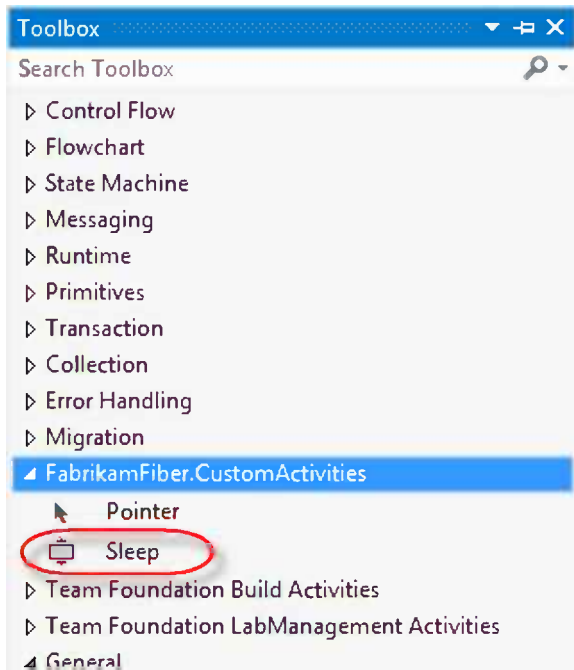 Toolbox
Search Toolbox
Control Flow
Flowchart
State Machine
Messaging
Runtime
Primitives
Transaction
Collection
Error Handling
Migration
FabrikamFiber.CustomActivities
Pointer
Sleep
Team Foundation Build Activities
Team Foundation LabManagement Activities
General